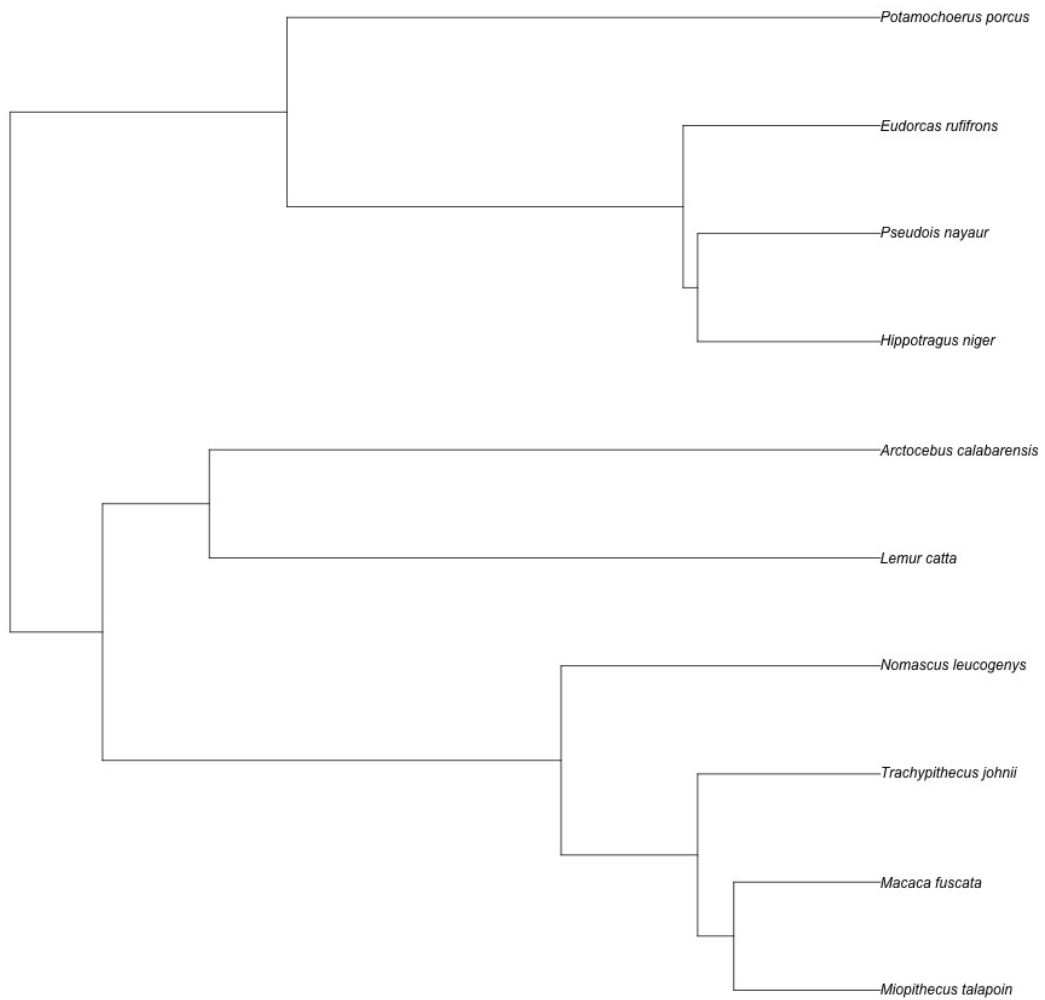 Potamochoerus porcus
Eudorcas rufifrons
Pseudois nayaur
Hippotragus niger
Arctocebus calabarensis
Lemur catta
Nomascus leucogenys
Trachypithecus johnii
Macaca fuscata
Miopithecus talapoin